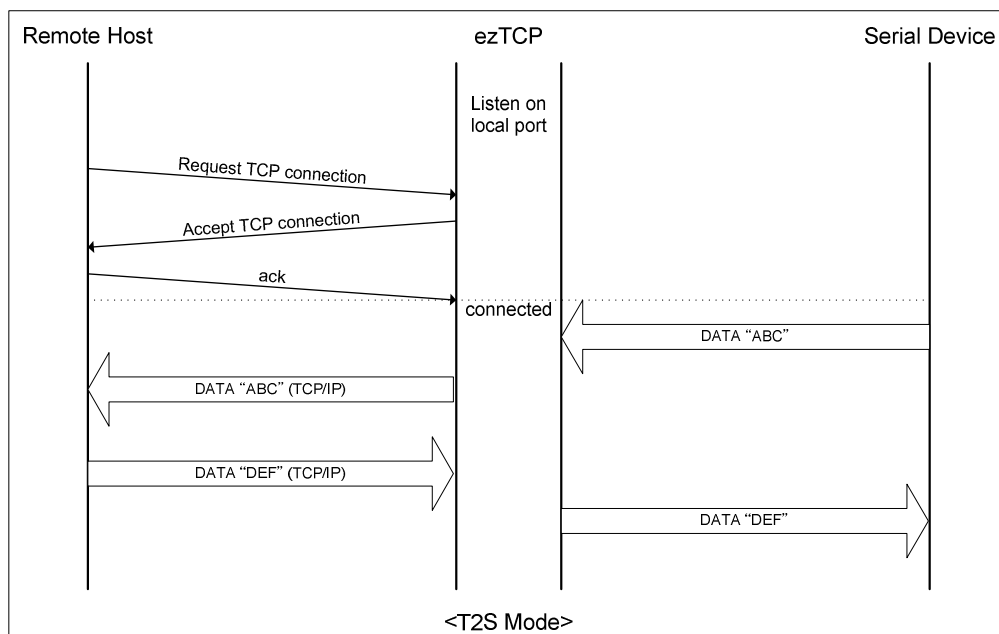 Remote Host
ezTCP
Serial Device
Listen on
local port
Request TCP connection
Accept TCP connection
ack
connected
DATA “ABC”
DATA “ABC” (TCP/IP)
DATA “DEF” (TCP/IP)
DATA “DEF”
<T2S Mode>